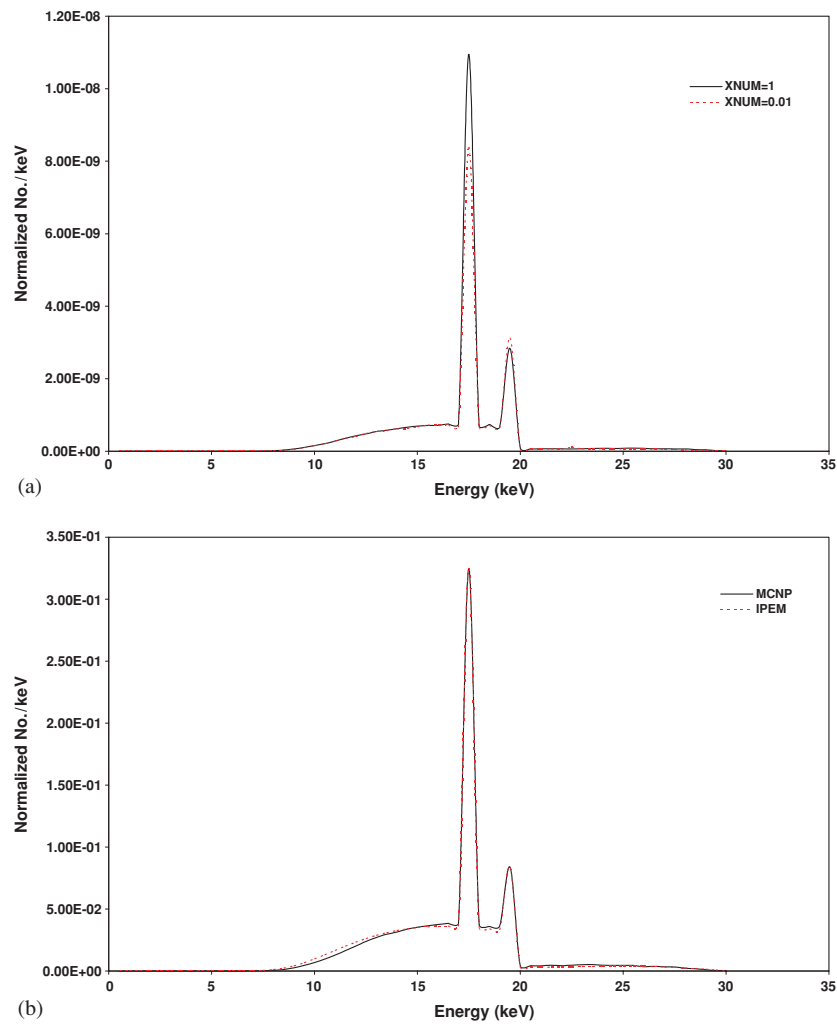 1.20E-08
1.00E-08
8.00E-09
6.00E-09
4.00E-09
2.00E-09
0.00E+00
Normalized No./keV
XNUM=1
XNUM=0.01
0 5 10 15 20 25 30 35
Energy (keV)
(a)
3.50E-01
3.00E-01
2.50E-01
2.00E-01
1.50E-01
1.00E-01
5.00E-02
0.00E+00
Normalized No./keV
MCNP
IPEM
0 5 10 15 20 25 30 35
Energy (keV)
(b)